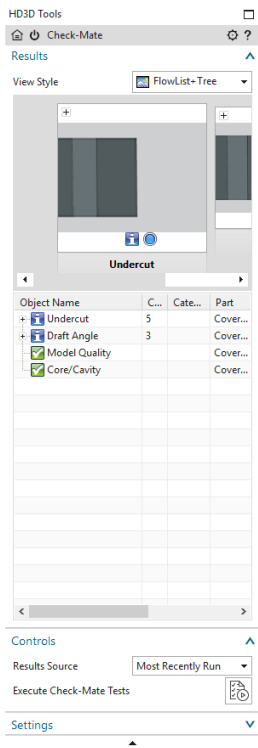 HD3D Tools
Check-Mate ?
Results
View Style FlowList+Tree
Undercut
Object Name C... Cate... Part
Undercut 5 Cover...
Draft Angle 3 Cover...
Model Quality Cover...
Core/Cavity Cover...
Controls
Results Source Most Recently Run
Execute Check-Mate Tests
Settings